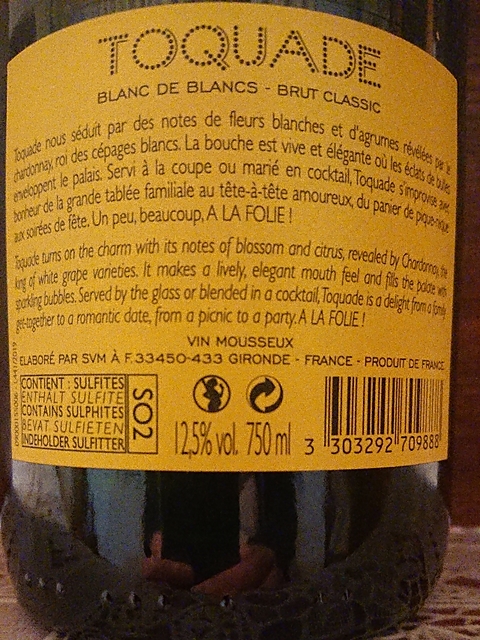 TOQUADE
BLANC DE BLANCS - BRUT CLASSIC
Toquade nous séduit par des notes de fleurs blanches et d'agrumes révélées par le
chardonnay, roi des cépages blancs. La bouche est vive et élégante où les éclats de bulles
enveloppent le palais. Servi à la coupe ou marié en cocktail, Toquade s'improvise avec
bonheur de la grande tablée familiale au tête-à-tête amoureux, du panier de pique-nique
aux soirées de fête. Un peu, beaucoup, A LA FOLIE !
Toquade turns on the charm with its notes of blossom and citrus, revealed by Chardonnay, the
king of white grape varieties. It makes a lively, elegant mouth feel and fills the palate with
sparkling bubbles. Served by the glass or blended in a cocktail, Toquade is a delight from a family
get-together to a romantic date, from a picnic to a party. A LA FOLIE !
VIN MOUSSEUX
ELABORÉ PAR SVM À F.33450-433 GIRONDE - FRANCE - PRODUIT DE FRANCE
CONTIENT : SULFITES
ENTHALT SULFITE
CONTAINS SULPHITES
BEVAT SULFIETEN
INDEHOLDER SULFITTER
SO2
12,5% vol. 750 ml
3 303292 709888